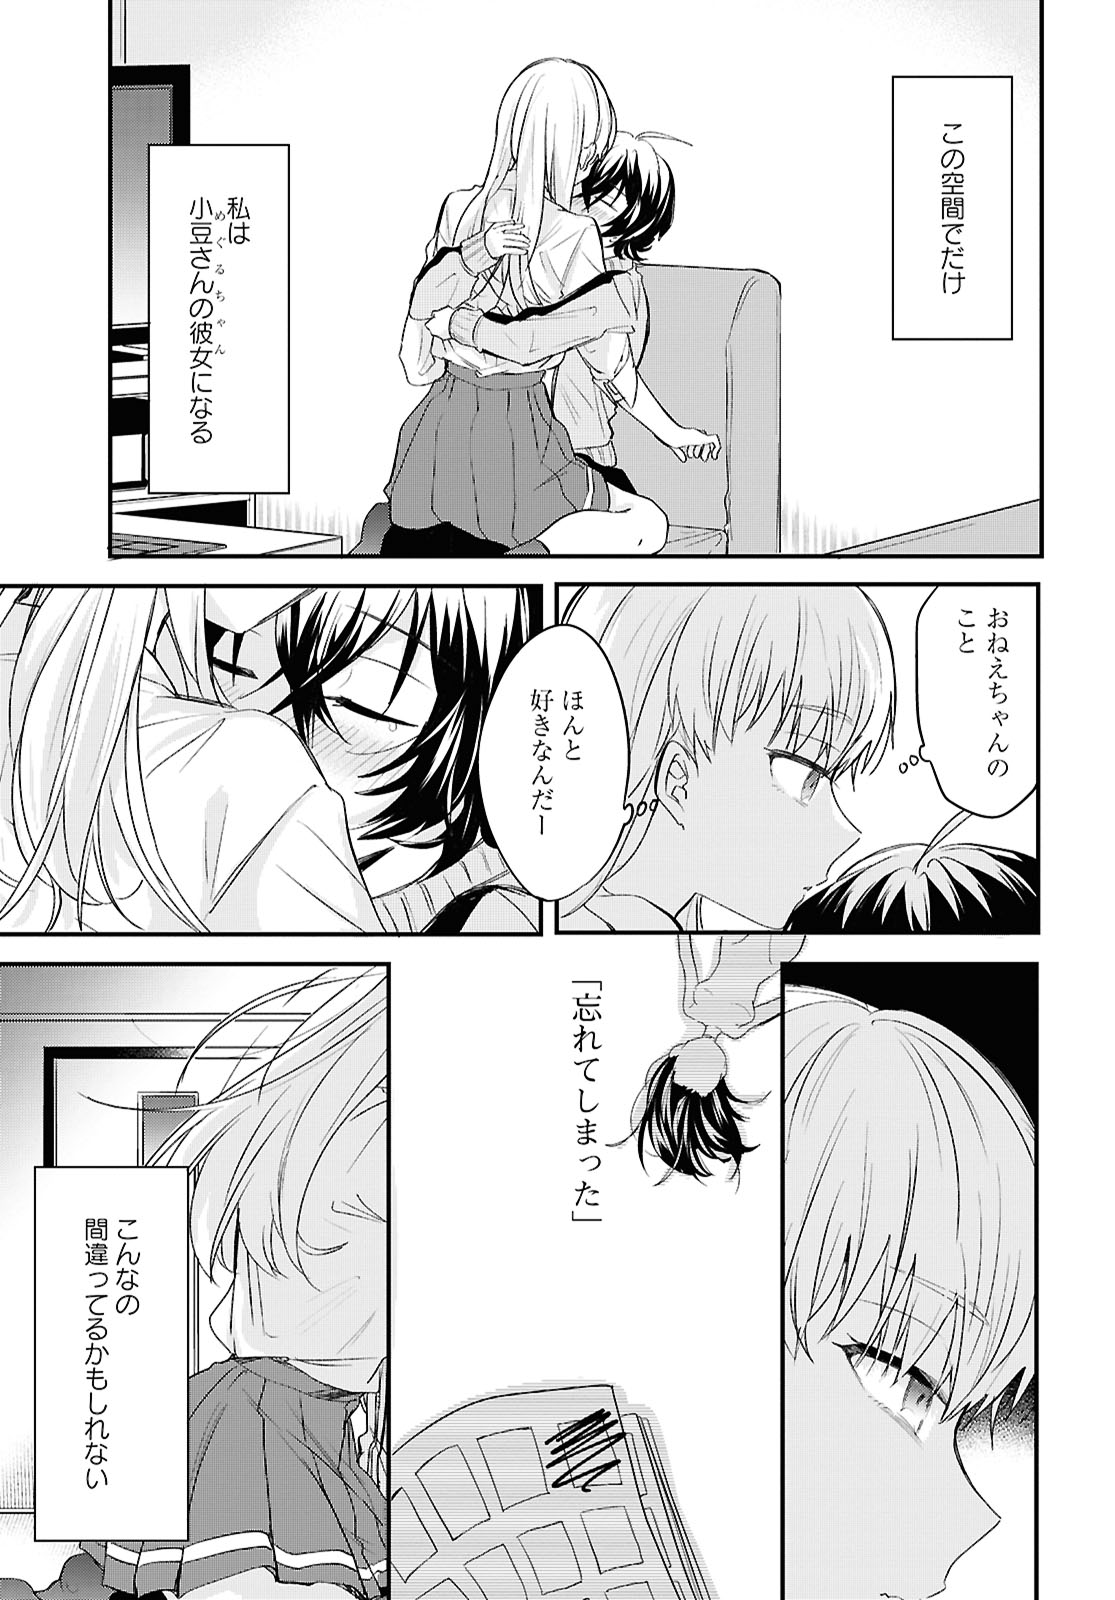 この空間でだけ
私は
小豆さんの彼女になる
めぐるちゃん
おねえちゃんの
こと
ほんと
好きなんだー
「忘れてしまった」
こんなの
間違ってるかもしれない